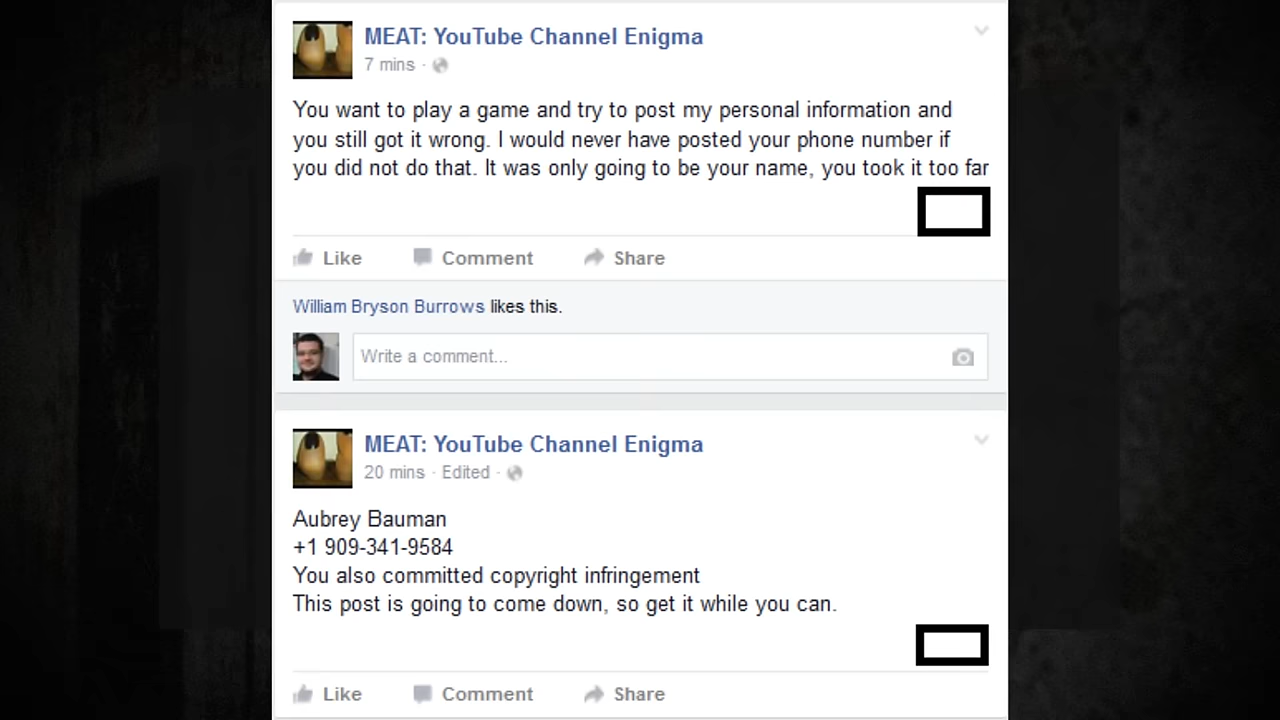 MEAT: YouTube Channel Enigma
7 mins ·
You want to play a game and try to post my personal information and
you still got it wrong. I would never have posted your phone number if
you did not do that. It was only going to be your name, you took it too far
Like Comment Share
William Bryson Burrows likes this.
Write a comment...
MEAT: YouTube Channel Enigma
20 mins · Edited ·
Aubrey Bauman
+1 909-341-9584
You also committed copyright infringement
This post is going to come down, so get it while you can.
Like Comment Share